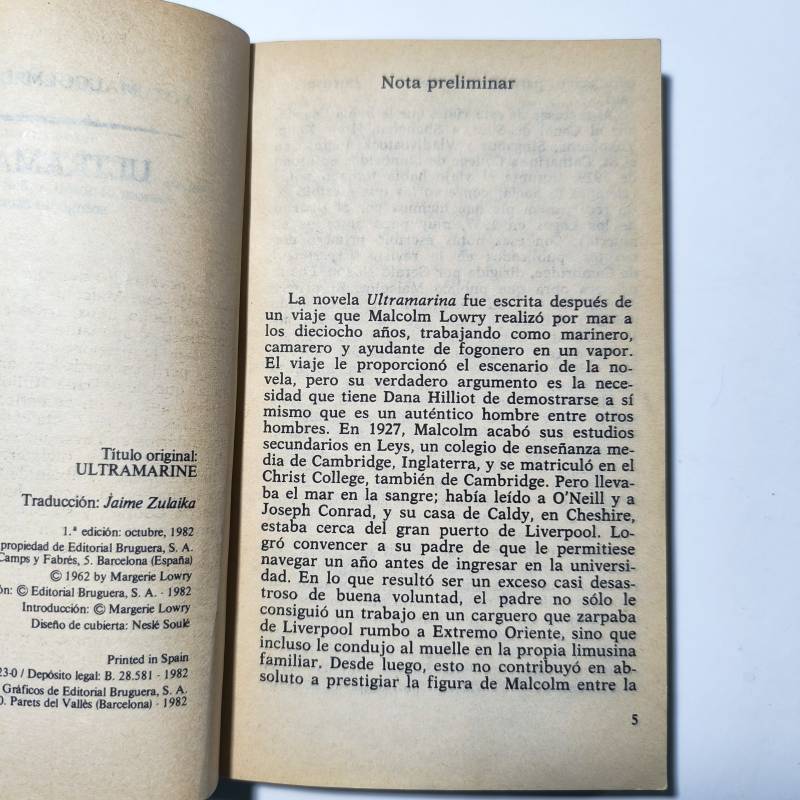 ULTRAMA
Título original:
ULTRAMARINE
Traducción: Jaime Zulaika
1.ª edición: octubre, 1982
propiedad de Editorial Bruguera, S. A.
Camps y Fabrés, 5. Barcelona (España)
© 1962 by Margerie Lowry
ón: © Editorial Bruguera, S. A. - 1982
Introducción: © Margerie Lowry
Diseño de cubierta: Neslé Soulé
Printed in Spain
23-0 / Depósito legal: B. 28.581 - 1982
Gráficos de Editorial Bruguera, S. A.
0. Parets del Vallès (Barcelona) - 1982
Nota preliminar
La novela Ultramarina fue escrita después de
un viaje que Malcolm Lowry realizó por mar a
los dieciocho años, trabajando como marinero,
camarero y ayudante de fogonero en un vapor.
El viaje le proporcionó el escenario de la no-
vela, pero su verdadero argumento es la nece-
sidad que tiene Dana Hilliot de demostrarse a sí
mismo que es un auténtico hombre entre otros
hombres. En 1927, Malcolm acabó sus estudios
secundarios en Leys, un colegio de enseñanza me-
dia de Cambridge, Inglaterra, y se matriculó en el
Christ College, también de Cambridge. Pero lleva-
ba el mar en la sangre; había leído a O'Neill y a
Joseph Conrad, y su casa de Caldy, en Cheshire,
estaba cerca del gran puerto de Liverpool. Lo-
gró convencer a su padre de que le permitiese
navegar un año antes de ingresar en la universi-
dad. En lo que resultó ser un exceso casi desas-
troso de buena voluntad, el padre no sólo le
consiguió un trabajo en un carguero que zarpaba
de Liverpool rumbo a Extremo Oriente, sino que
incluso le condujo al muelle en la propia limusina
familiar. Desde luego, esto no contribuyó en ab-
soluto a prestigiar la figura de Malcolm entre la
5